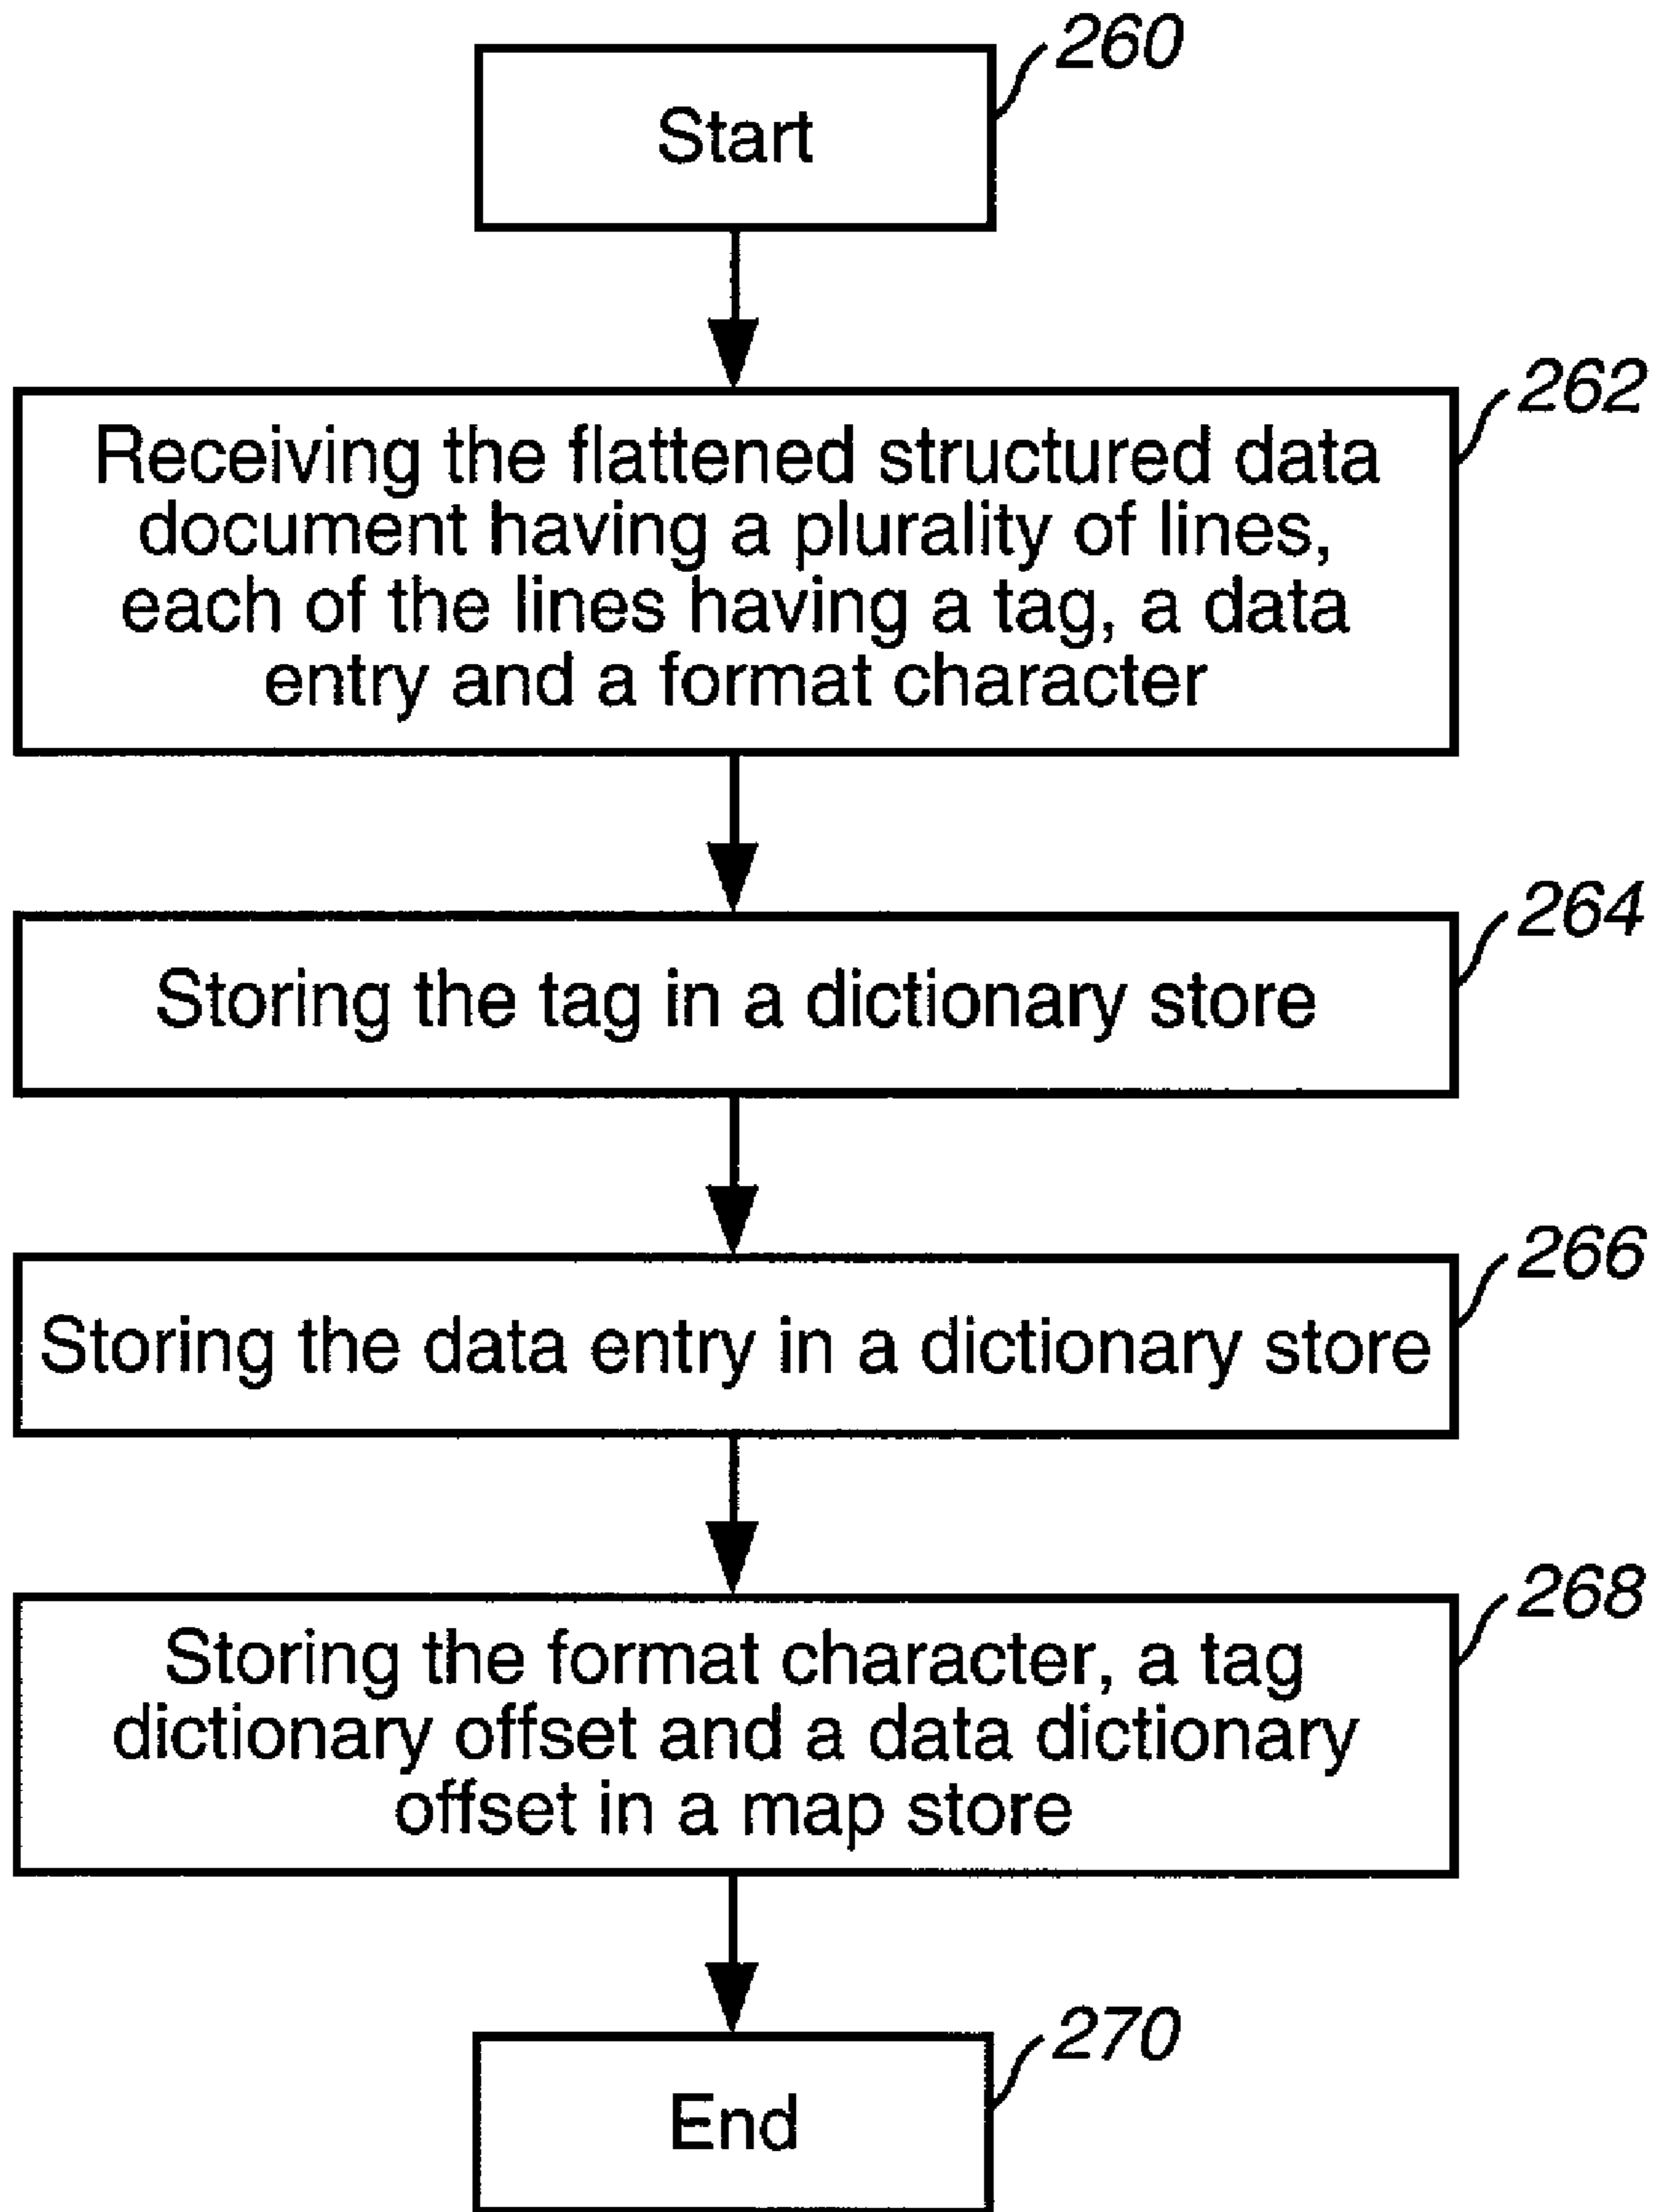 260
Start
262
Receiving the flattened structured data
document having a plurality of lines,
each of the lines having a tag, a data
entry and a format character
264
Storing the tag in a dictionary store
266
Storing the data entry in a dictionary store
268
Storing the format character, a tag
dictionary offset and a data dictionary
offset in a map store
270
End